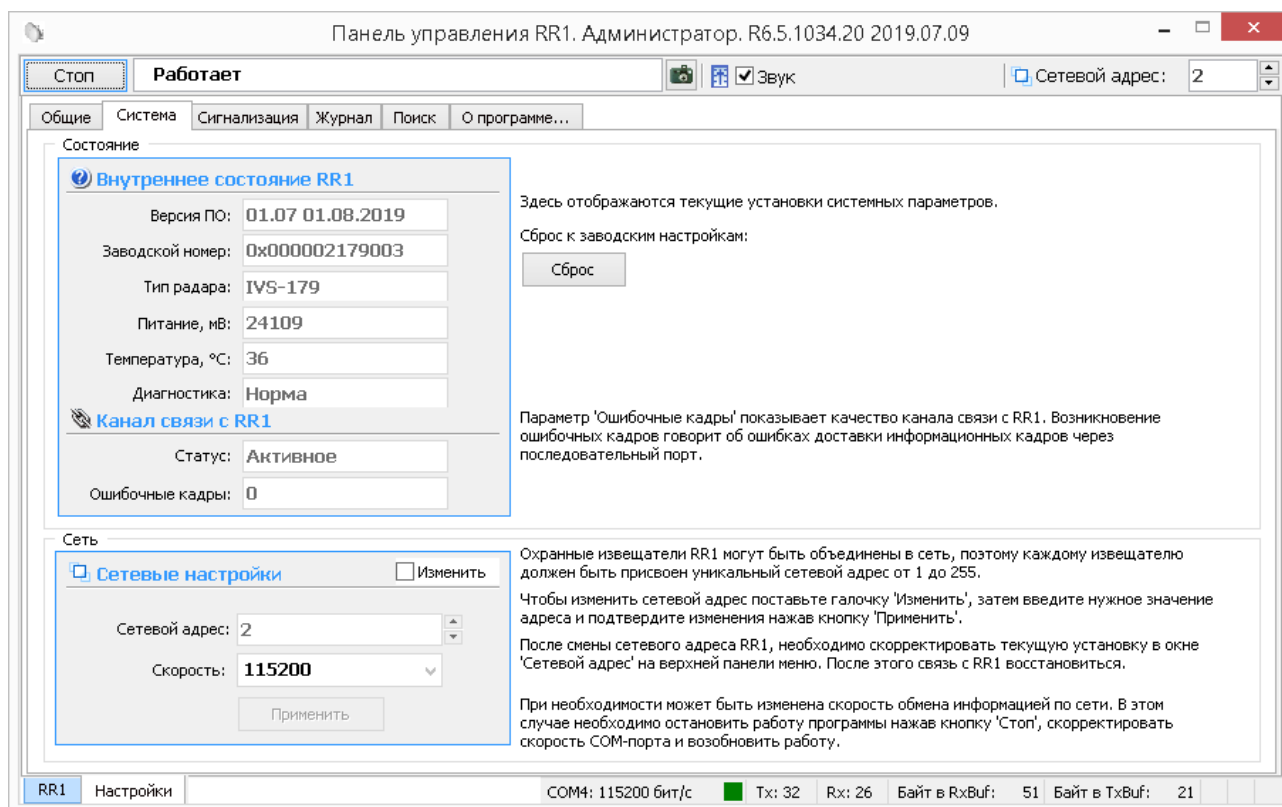 Панель управления RR1. Администратор. R6.5.1034.20 2019.07.09
Стоп Работает Звук Сетевой адрес: 2
Общие Система Сигнализация Журнал Поиск О программе...
Состояние
Внутреннее состояние RR1
Версия ПО: 01.07 01.08.2019
Заводской номер: 0x000002179003
Тип радара: IVS-179
Питание, мВ: 24109
Температура, °C: 36
Диагностика: Норма
Здесь отображаются текущие установки системных параметров.
Сброс к заводским настройкам:
Сброс
Канал связи с RR1
Статус: Активное
Ошибочные кадры: 0
Параметр 'Ошибочные кадры' показывает качество канала связи с RR1. Возникновение
ошибочных кадров говорит об ошибках доставки информационных кадров через
последовательный порт.
Сеть
Сетевые настройки Изменить
Сетевой адрес: 2
Скорость: 115200
Применить
Охранные извещатели RR1 могут быть объединены в сеть, поэтому каждому извещателю
должен быть присвоен уникальный сетевой адрес от 1 до 255.
Чтобы изменить сетевой адрес поставьте галочку 'Изменить', затем введите нужное значение
адреса и подтвердите изменения нажав кнопку 'Применить'.
После смены сетевого адреса RR1, необходимо скорректировать текущую установку в окне
'Сетевой адрес' на верхней панели меню. После этого связь с RR1 восстановиться.
При необходимости может быть изменена скорость обмена информацией по сети. В этом
случае необходимо остановить работу программы нажав кнопку 'Стоп', скорректировать
скорость COM-порта и возобновить работу.
RR1 Настройки COM4: 115200 бит/с Tx: 32 Rx: 26 Байт в RxBuf: 51 Байт в TxBuf: 21